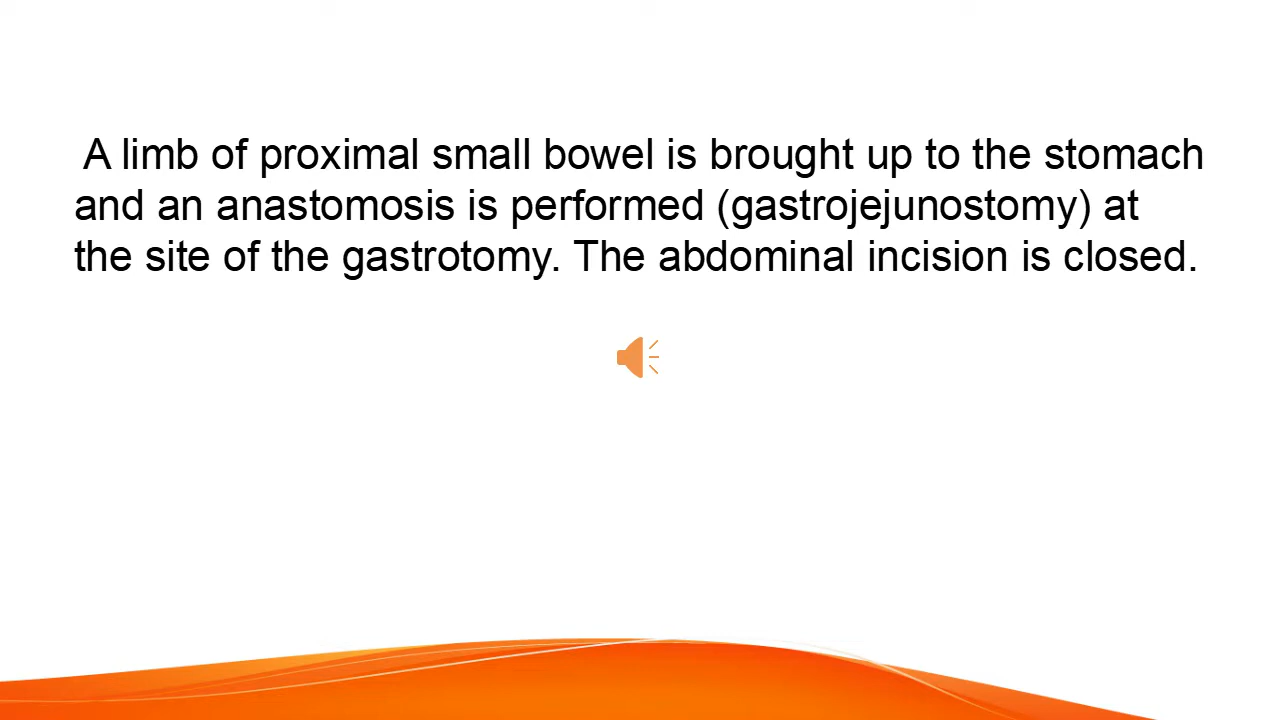 A limb of proximal small bowel is brought up to the stomach
and an anastomosis is performed (gastrojejunostomy) at
the site of the gastrotomy. The abdominal incision is closed.